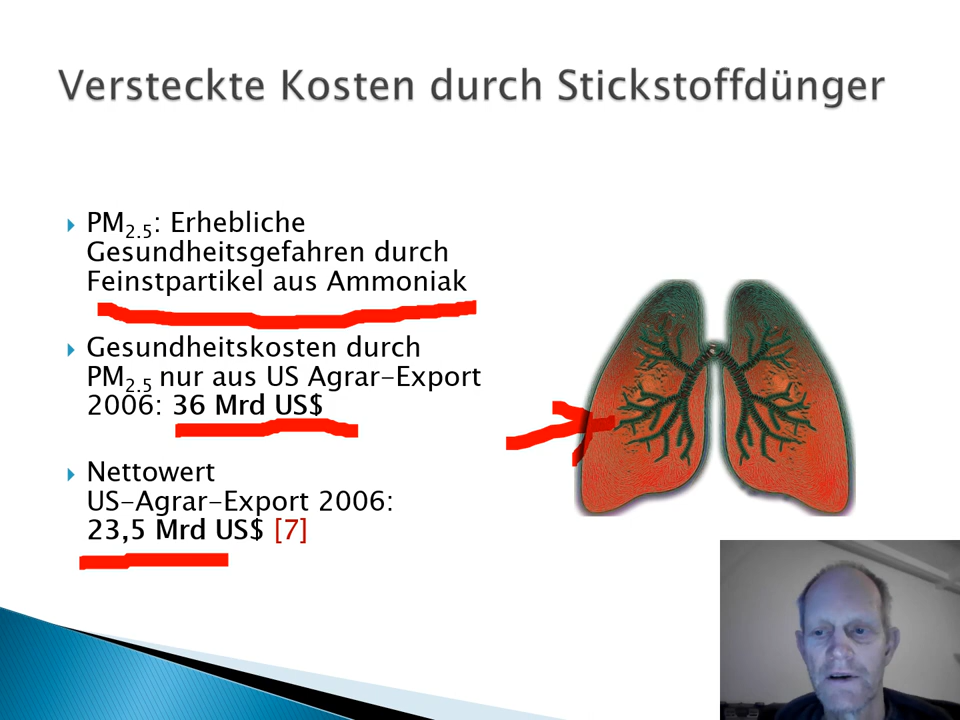 Versteckte Kosten durch Stickstoffdünger
PM2.5: Erhebliche
Gesundheitsgefahren durch
Feinstpartikel aus Ammoniak
Gesundheitskosten durch
PM2.5 nur aus US Agrar-Export
2006: 36 Mrd US$
Nettowert
US-Agrar-Export 2006:
23,5 Mrd US$ [7]